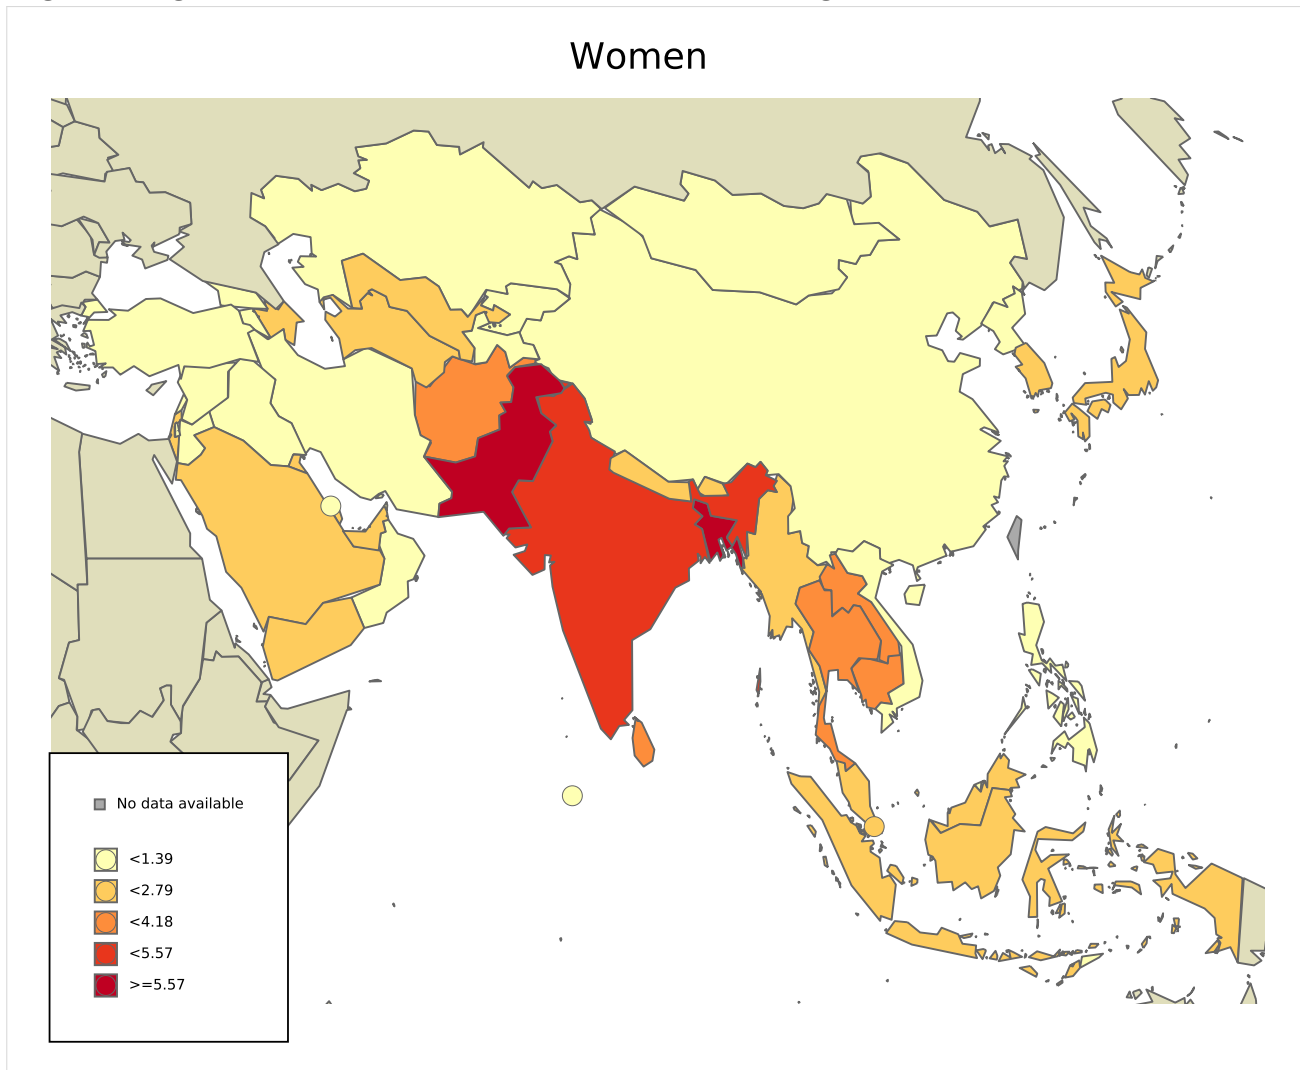 Women
No data available
<1.39
<2.79
<4.18
<5.57
>=5.57